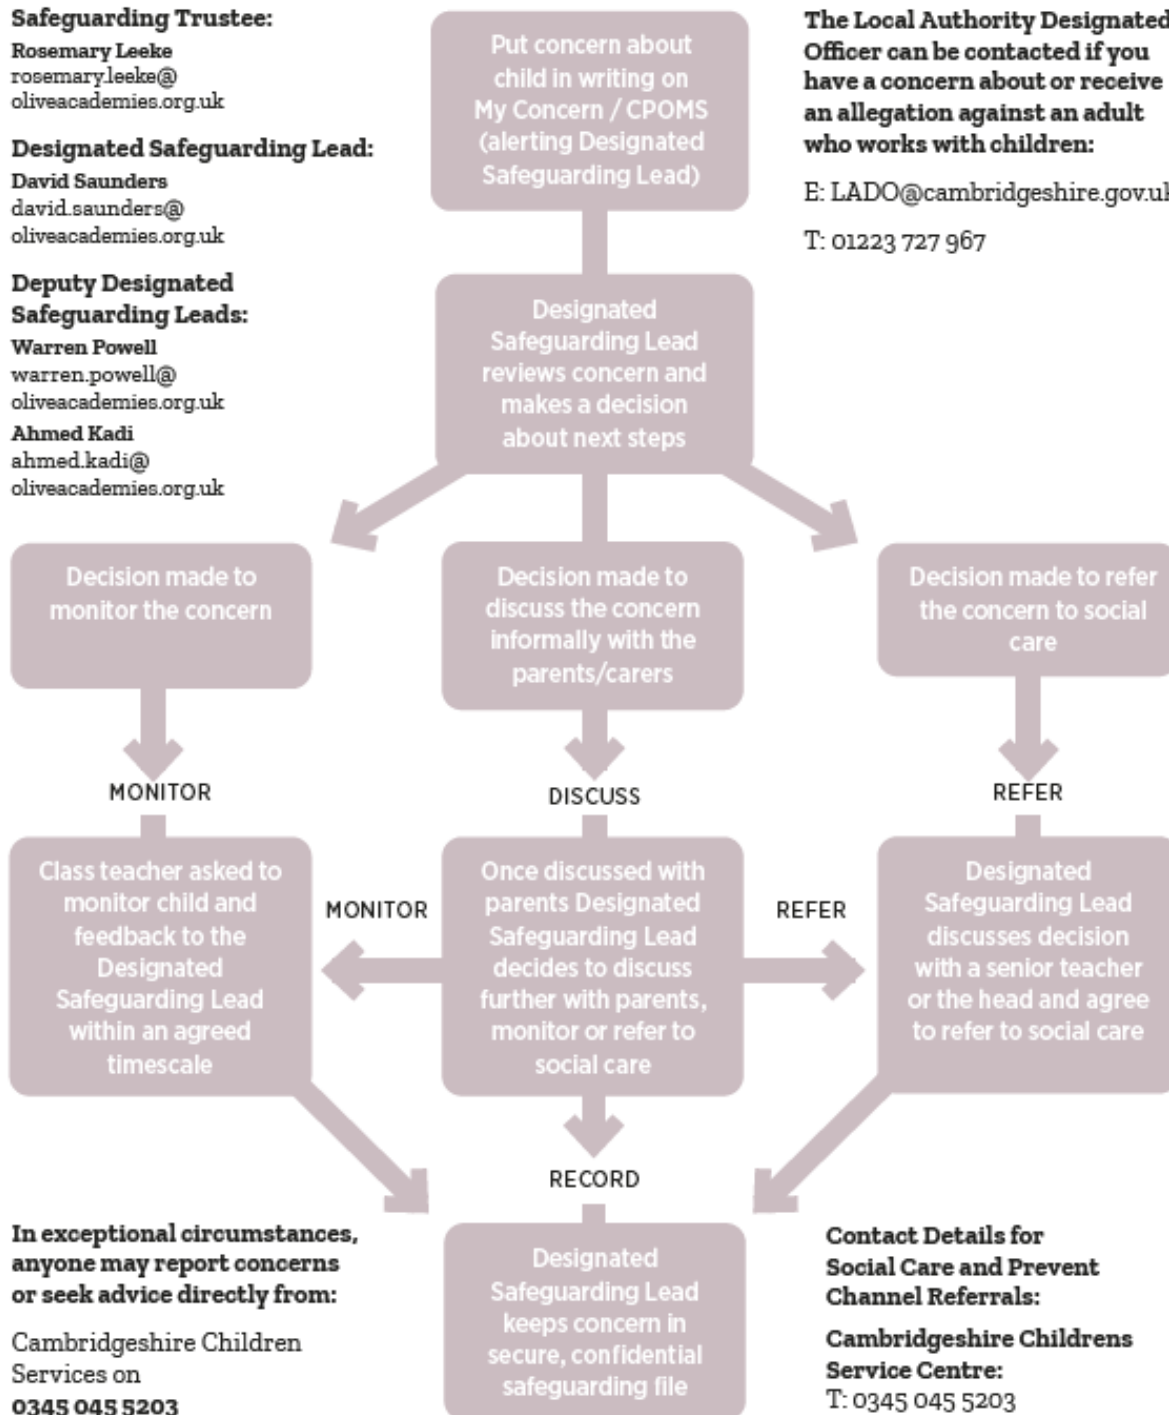 Safeguarding Trustee:
Rosemary Leeke
rosemary.leeke@
oliveacademies.org.uk
Designated Safeguarding Lead:
David Saunders
david.saunders@
oliveacademies.org.uk
Deputy Designated
Safeguarding Leads:
Warren Powell
warren.powell@
oliveacademies.org.uk
Ahmed Kadi
ahmed.kadi@
oliveacademies.org.uk
Put concern about
child in writing on
My Concern / CPOMS
(alerting Designated
Safeguarding Lead)
The Local Authority Designated
Officer can be contacted if you
have a concern about or receive
an allegation against an adult
who works with children:
E: LADO@cambridgeshire.gov.uk
T: 01223 727 967
Designated
Safeguarding Lead
reviews concern and
makes a decision
about next steps
Decision made to
monitor the concern
Decision made to
discuss the concern
informally with the
parents/carers
Decision made to refer
the concern to social
care
MONITOR
DISCUSS
REFER
Class teacher asked to
monitor child and
feedback to the
Designated
Safeguarding Lead
within an agreed
timescale
MONITOR
Once discussed with
parents Designated
Safeguarding Lead
decides to discuss
further with parents,
monitor or refer to
social care
REFER
Designated
Safeguarding Lead
discusses decision
with a senior teacher
or the head and agree
to refer to social care
RECORD
In exceptional circumstances,
anyone may report concerns
or seek advice directly from:
Cambridgeshire Children
Services on
0345 045 5203
Designated
Safeguarding Lead
keeps concern in
secure, confidential
safeguarding file
Contact Details for
Social Care and Prevent
Channel Referrals:
Cambridgeshire Childrens
Service Centre:
T: 0345 045 5203